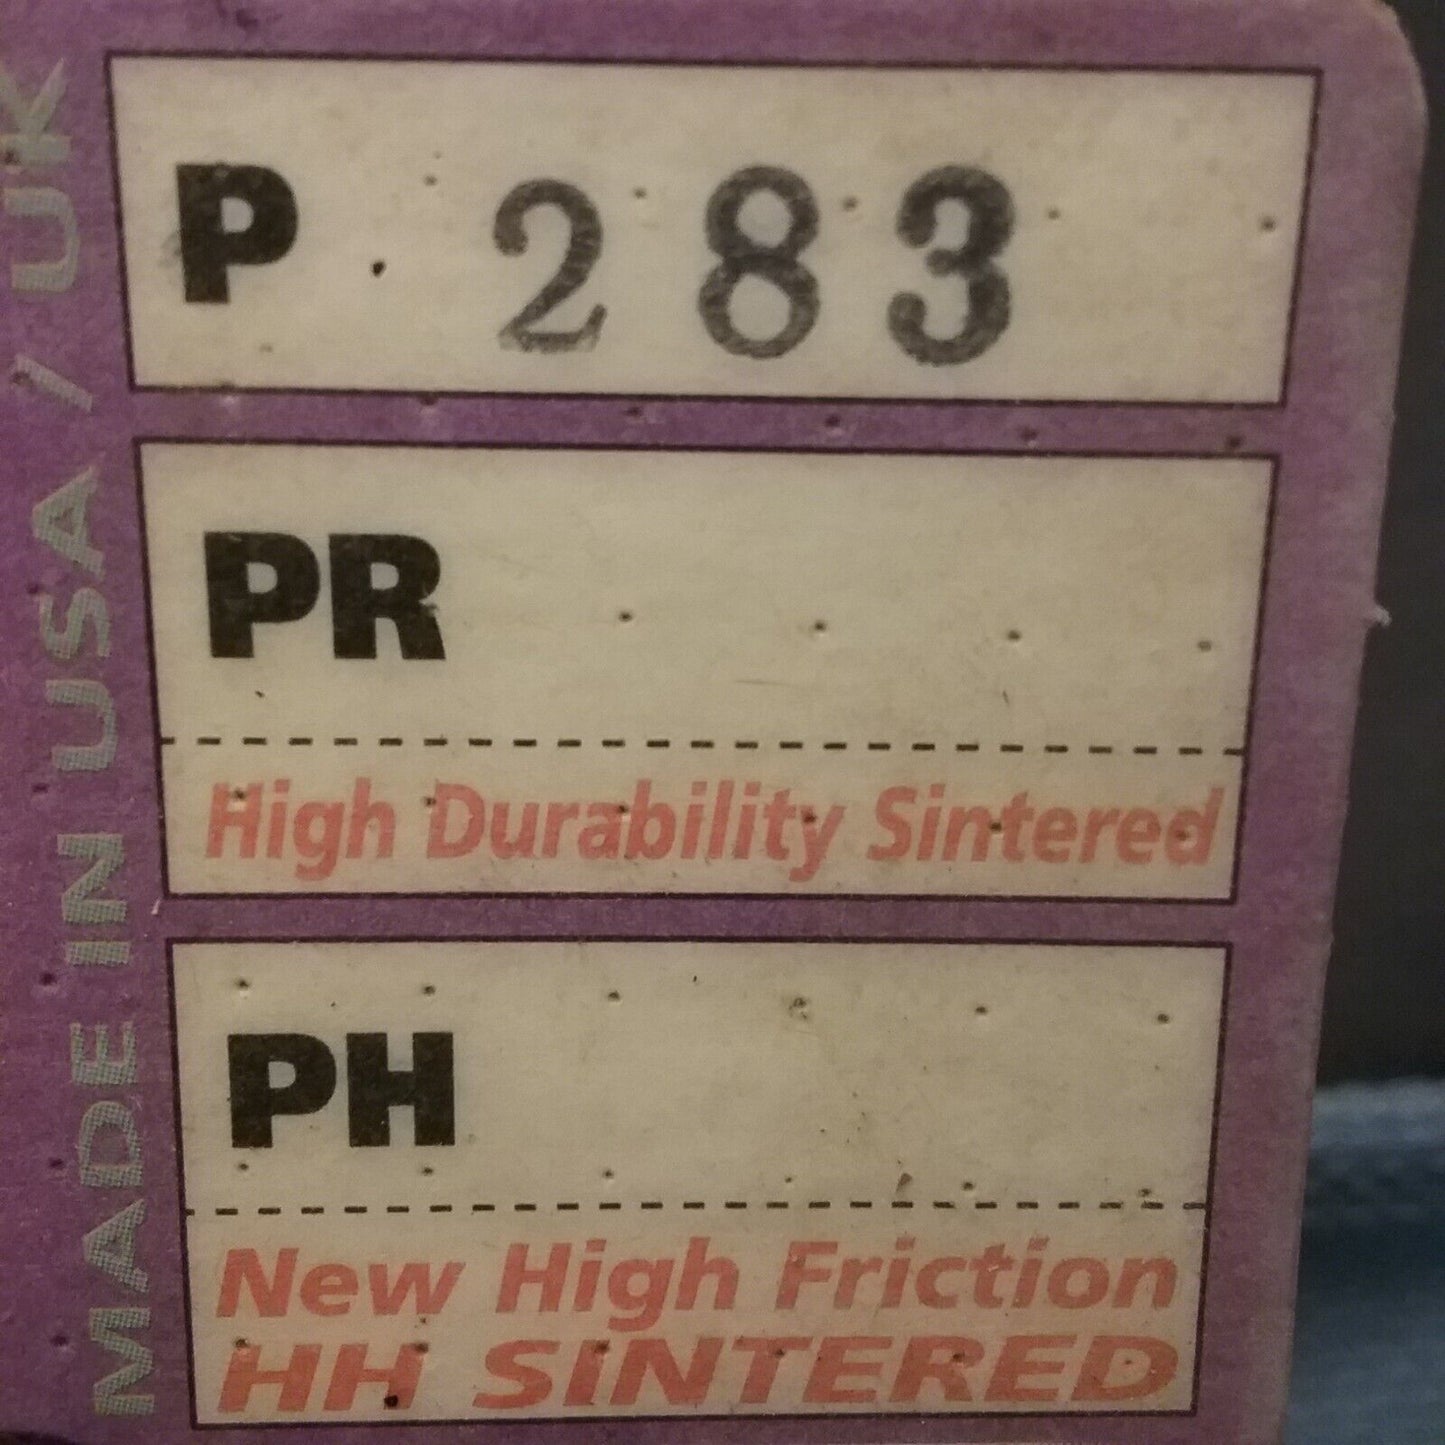 P 283
PR
High Durability Sintered
PH
New High Friction
HH SINTERED
MADE IN USA / UK